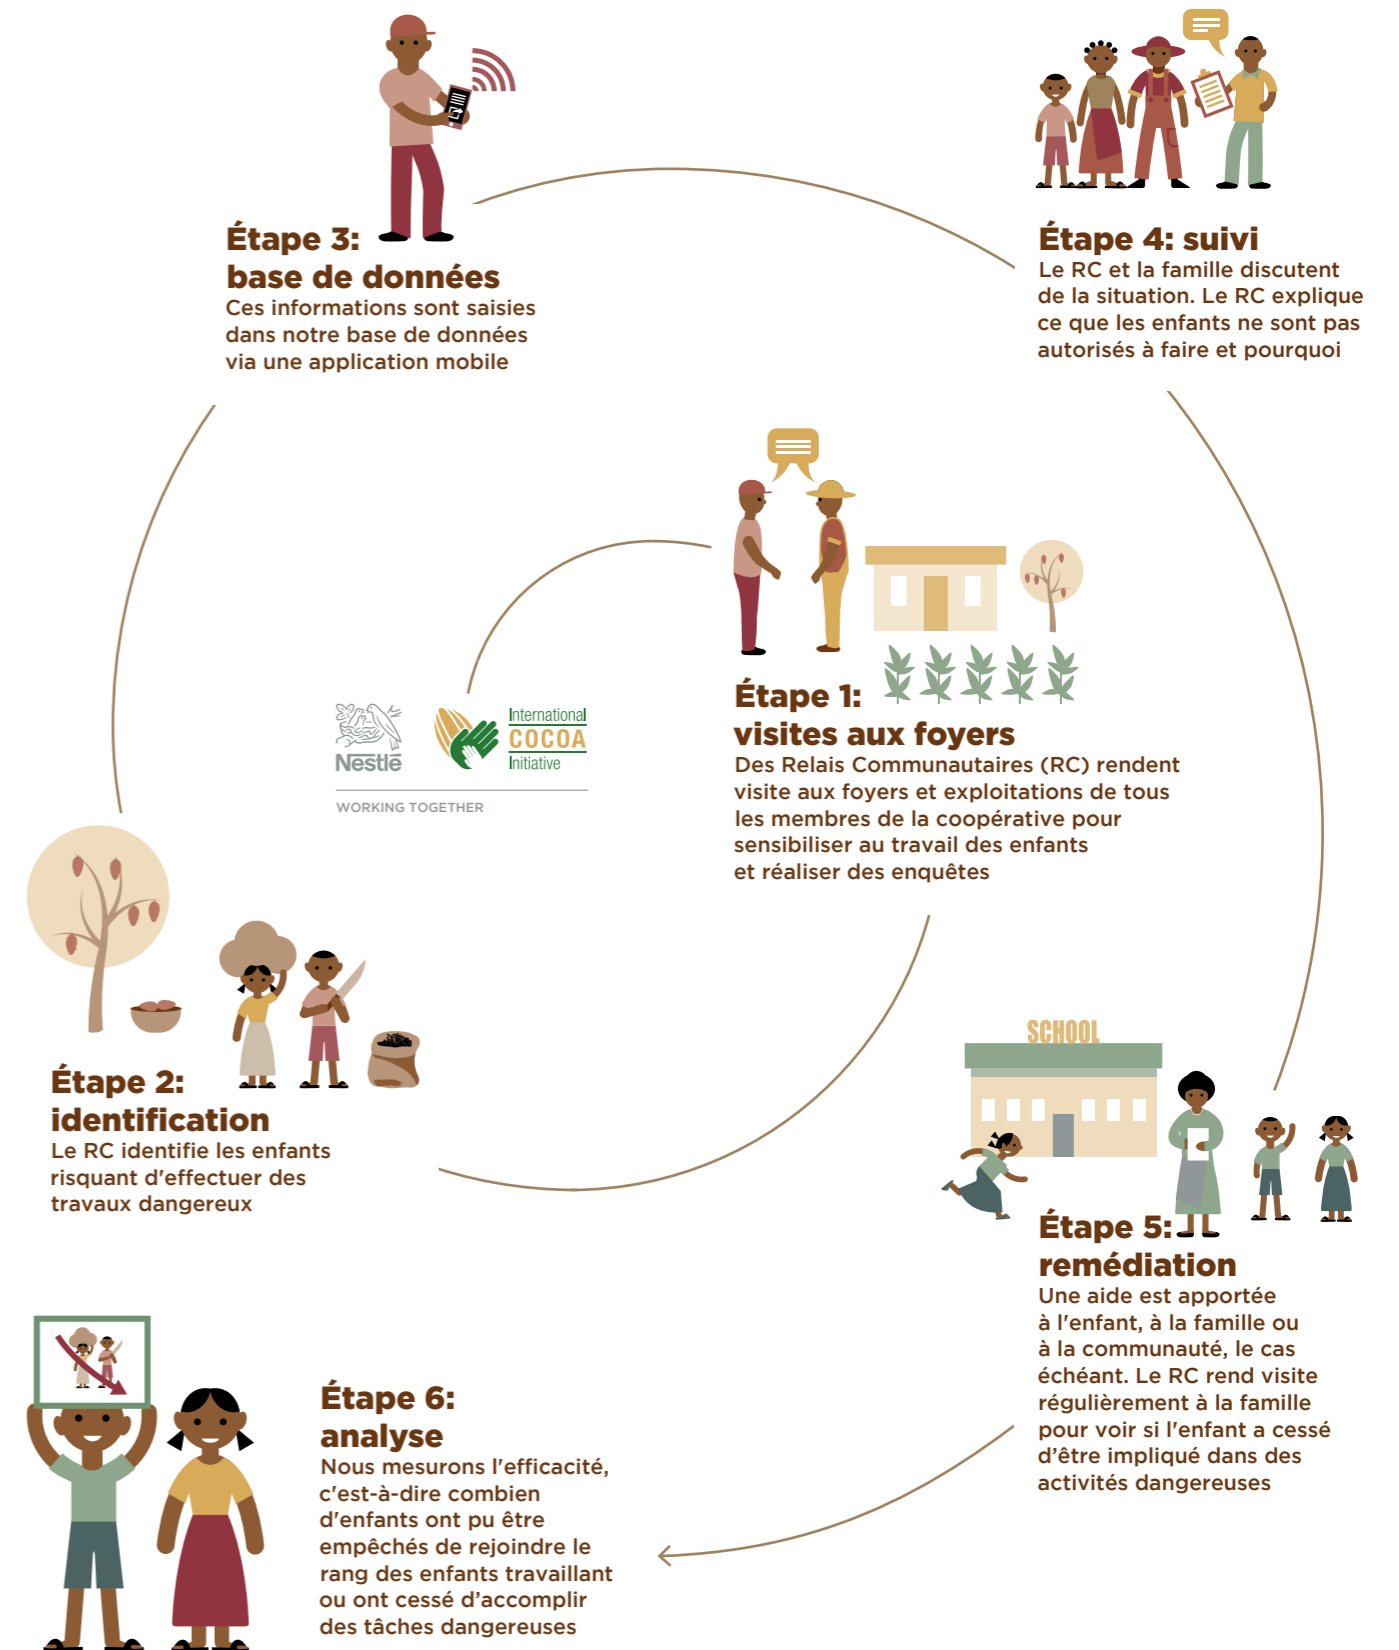 Nestlé
International
COCOA
Initiative
WORKING TOGETHER
Étape 1:
visites aux foyers
Des Relais Communautaires (RC) rendent
visite aux foyers et exploitations de tous
les membres de la coopérative pour
sensibiliser au travail des enfants
et réaliser des enquêtes
Étape 2:
identification
Le RC identifie les enfants
risquant d'effectuer des
travaux dangereux
Étape 3:
base de données
Ces informations sont saisies
dans notre base de données
via une application mobile
Étape 4: suivi
Le RC et la famille discutent
de la situation. Le RC explique
ce que les enfants ne sont pas
autorisés à faire et pourquoi
SCHOOL
Étape 5:
remédiation
Une aide est apportée
à l'enfant, à la famille ou
à la communauté, le cas
échéant. Le RC rend visite
régulièrement à la famille
pour voir si l'enfant a cessé
d’être impliqué dans des
activités dangereuses
Étape 6:
analyse
Nous mesurons l'efficacité,
c'est-à-dire combien
d'enfants ont pu être
empêchés de rejoindre le
rang des enfants travaillant
ou ont cessé d’accomplir
des tâches dangereuses